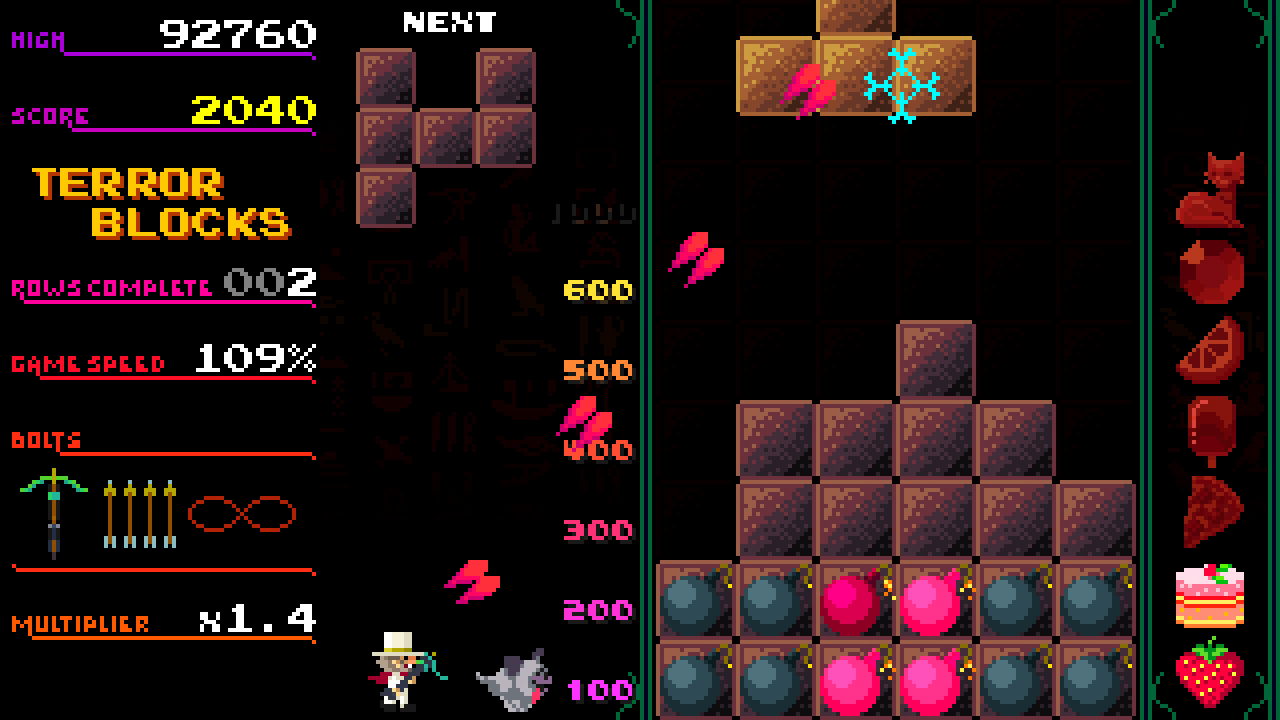 HIGH 92760
SCORE 2040
TERROR
BLOCKS
ROWS COMPLETE 002
GAME SPEED 109%
BOLTS
MULTIPLIER x1.4
NEXT
600
500
400
300
200
100